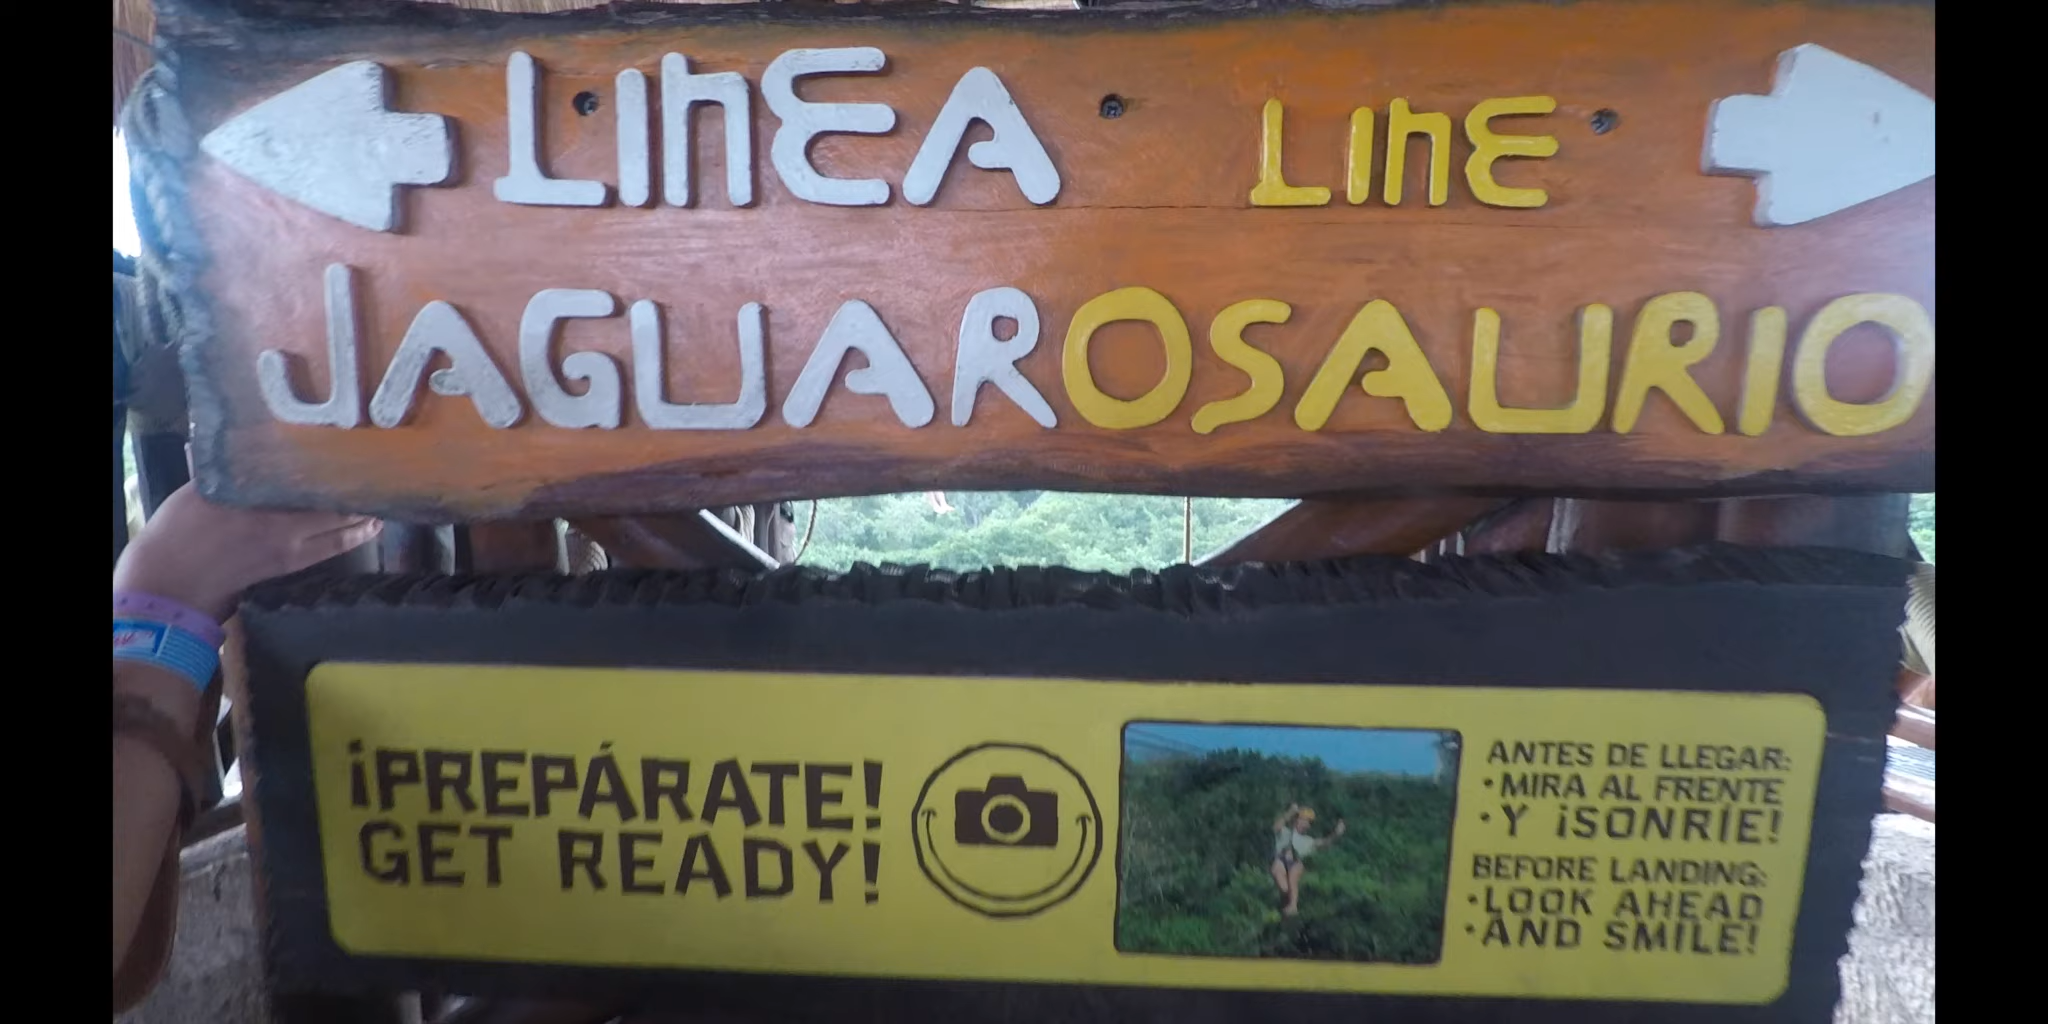 LINEA LINE
JAGUAROSAURIO
¡PREPÁRATE!
GET READY!
ANTES DE LLEGAR:
•MIRA AL FRENTE
•Y ¡SONRÍE!
BEFORE LANDING:
•LOOK AHEAD
•AND SMILE!